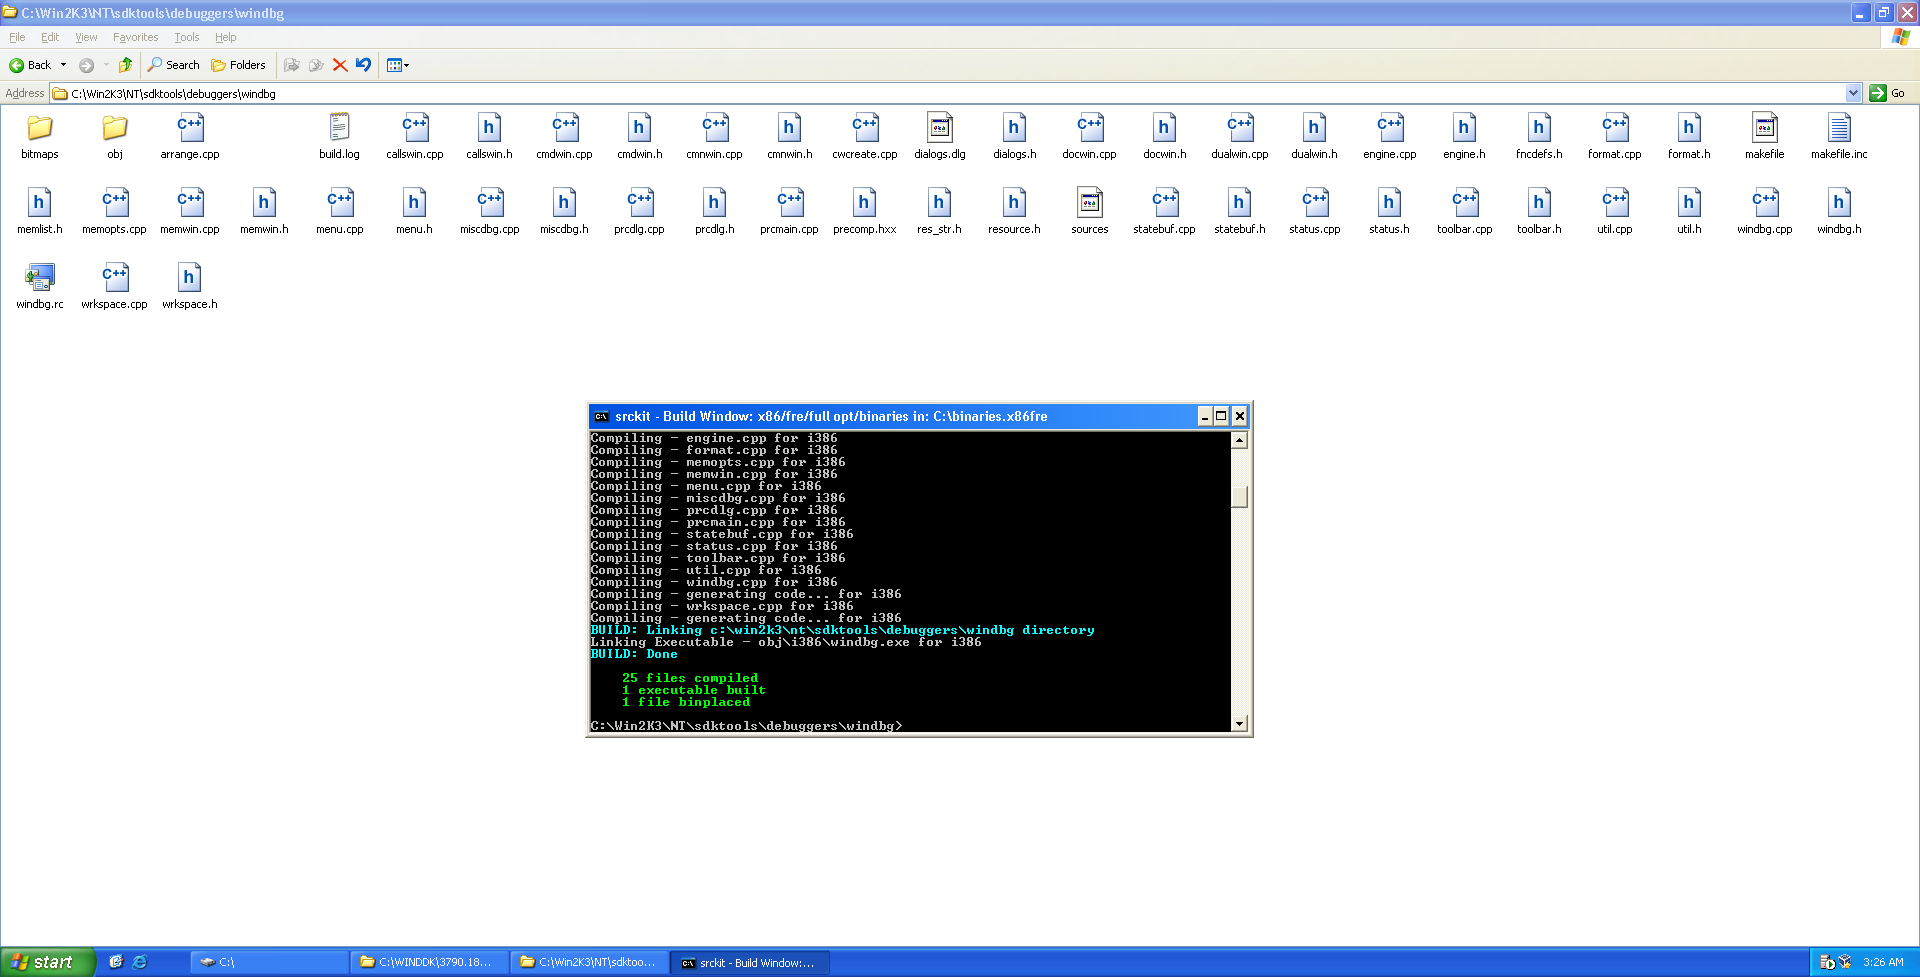 C:\Win2K3\NT\sdktools\debuggers\windbg
File Edit View Favorites Tools Help
Back Search Folders
Address C:\Win2K3\NT\sdktools\debuggers\windbg Go
bitmaps obj arrange.cpp build.log callswin.cpp callswin.h cmdwin.cpp cmdwin.h cmnwin.cpp cmnwin.h cwcreate.cpp dialogs.dlg dialogs.h docwin.cpp docwin.h dualwin.cpp dualwin.h engine.cpp engine.h fncdefs.h format.cpp format.h makefile makefile.inc
memlist.h memopts.cpp memwin.cpp memwin.h menu.cpp menu.h miscdbg.cpp miscdbg.h prcdlg.cpp prcdlg.h prcmain.cpp precomp.hxx res_str.h resource.h sources statebuf.cpp statebuf.h status.cpp status.h toolbar.cpp toolbar.h util.cpp util.h windbg.cpp windbg.h
windbg.rc wrkspace.cpp wrkspace.h
srckit - Build Window: x86/fre/full opt/binaries in: C:\binaries.x86fre
Compiling - engine.cpp for i386
Compiling - format.cpp for i386
Compiling - memopts.cpp for i386
Compiling - memwin.cpp for i386
Compiling - menu.cpp for i386
Compiling - miscdbg.cpp for i386
Compiling - prcdlg.cpp for i386
Compiling - prcmain.cpp for i386
Compiling - statebuf.cpp for i386
Compiling - status.cpp for i386
Compiling - toolbar.cpp for i386
Compiling - util.cpp for i386
Compiling - windbg.cpp for i386
Compiling - generating code... for i386
Compiling - wrkspace.cpp for i386
Compiling - generating code... for i386
BUILD: Linking c:\win2k3\nt\sdktools\debuggers\windbg directory
Linking Executable - obj\i386\windbg.exe for i386
BUILD: Done
25 files compiled
1 executable built
1 file binplaced
C:\Win2K3\NT\sdktools\debuggers\windbg>
start C:\ C:\WINDDK\3790.18... C:\Win2K3\NT\sdktoo... srckit - Build Window:... 3:26 AM